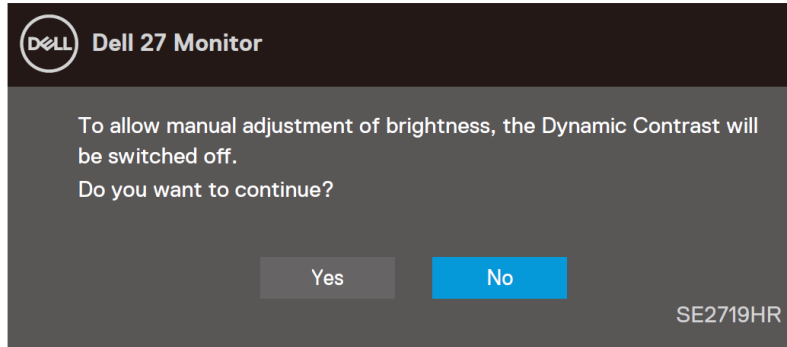 DELL Dell 27 Monitor
To allow manual adjustment of brightness, the Dynamic Contrast will
be switched off.
Do you want to continue?
Yes No
SE2719HR